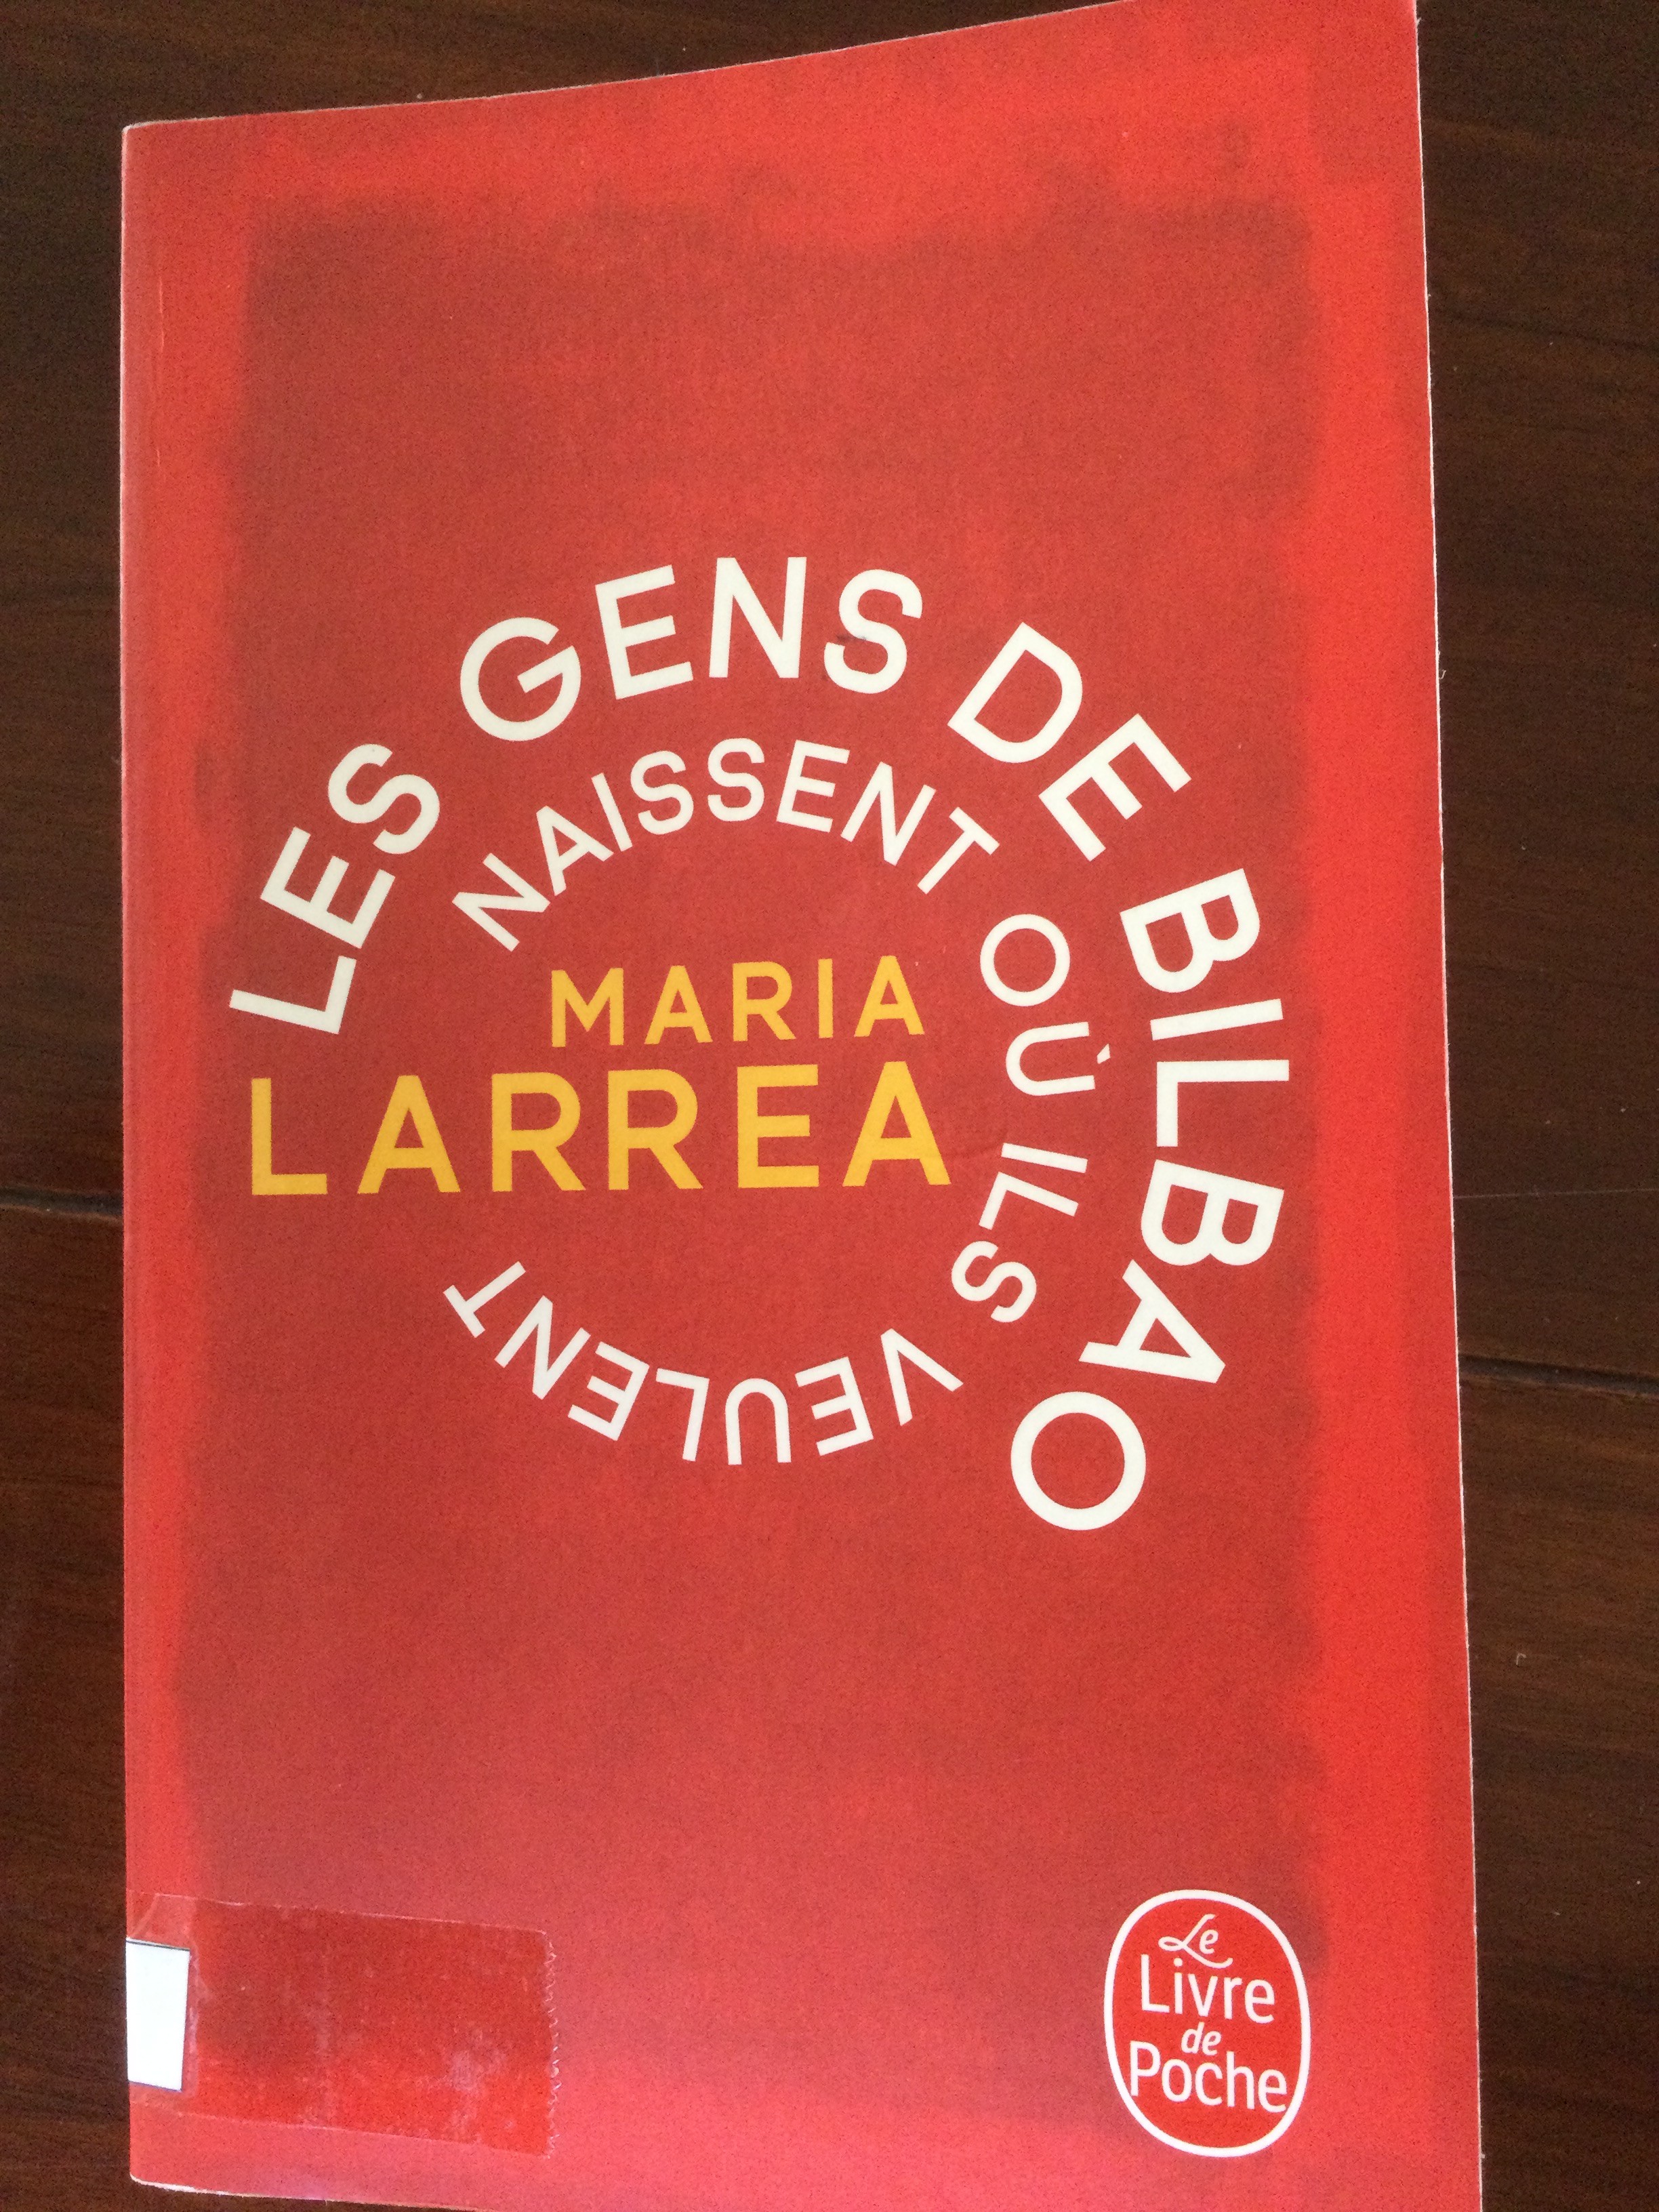 LES GENS DE BILBAO
NAISSENT OÙ ILS VEULENT
MARIA
LARREA
Le
Livre
de
Poche